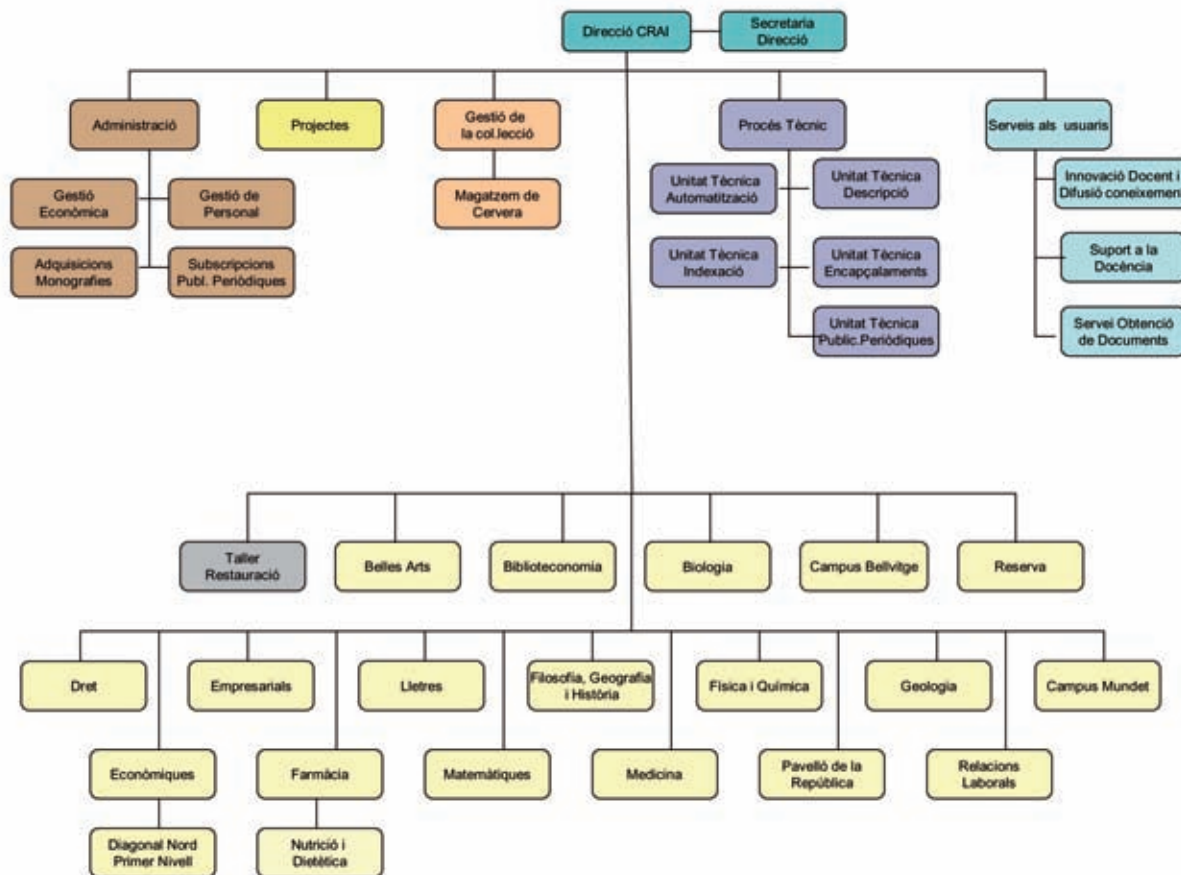 Direcció CRAI
Secretaria
Direcció
Administració
Projectes
Gestió de
la col.lecció
Procés Tècnic
Serveis als usuaris
Gestió
Econòmica
Gestió de
Personal
Magatzem de
Cervera
Unitat Tècnica
Automatització
Unitat Tècnica
Descripció
Innovació Docent i
Difusió coneixement
Adquisicions
Monografies
Subscripcions
Publ. Periòdiques
Unitat Tècnica
Indexació
Unitat Tècnica
Encapçalaments
Suport a la
Docència
Unitat Tècnica
Public.Periòdiques
Servei Obtenció
de Documents
Taller
Restauració
Belles Arts
Biblioteconomia
Biologia
Campus Bellvitge
Reserva
Dret
Empresarials
Lletres
Filosofia, Geografia
i Història
Física i Química
Geologia
Campus Mundet
Econòmiques
Farmàcia
Matemàtiques
Medicina
Pavelló de la
República
Relacions
Laborals
Diagonal Nord
Primer Nivell
Nutrició i
Dietètica